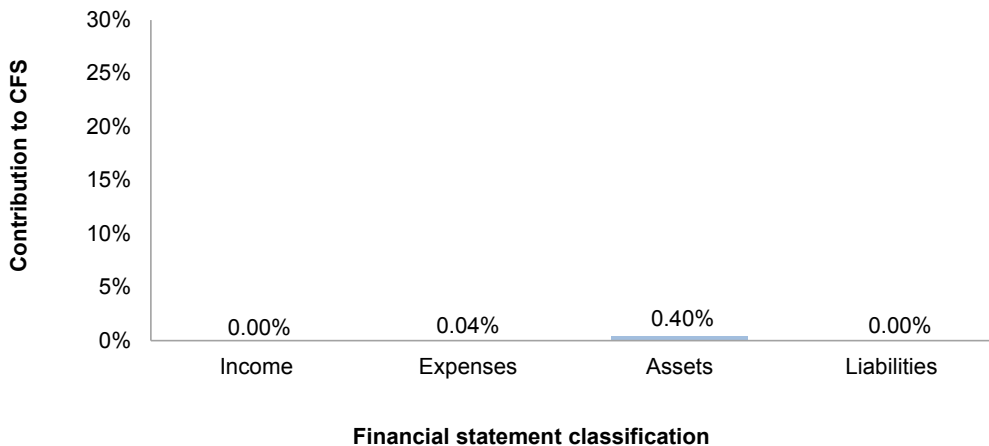 Contribution to CFS
30%
25%
20%
15%
10%
5%
0%
0.00%
0.04%
0.40%
0.00%
Income
Expenses
Assets
Liabilities
Financial statement classification